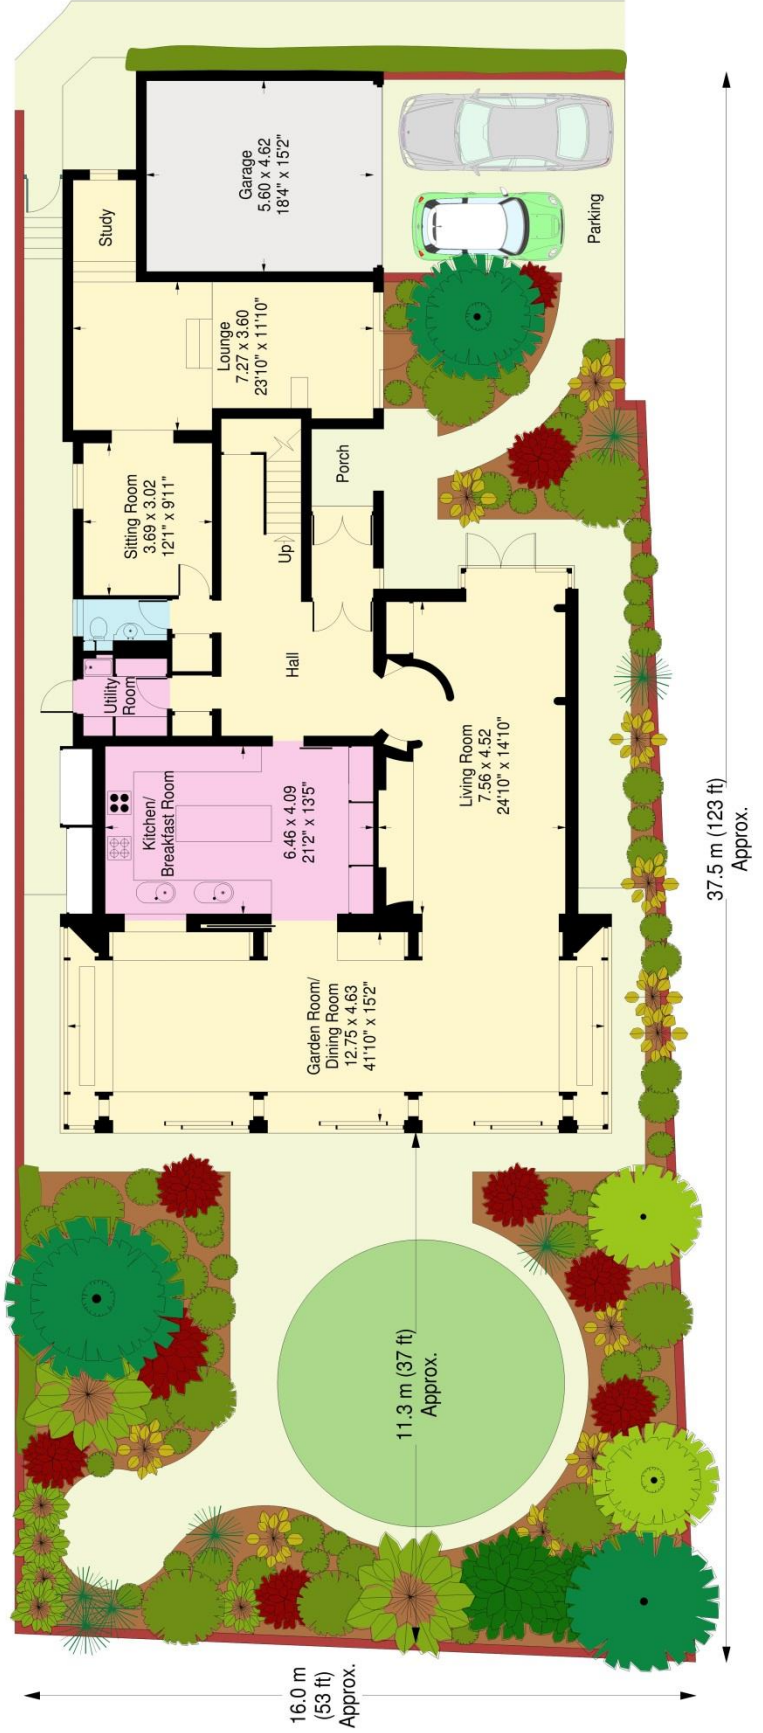 16.0 m
(53 ft)
Approx.
11.3 m (37 ft)
Approx.
37.5 m (123 ft)
Approx.
Garden Room/
Dining Room
12.75 x 4.63
41'10" x 15'2"
Kitchen/
Breakfast Room
6.46 x 4.09
21'2" x 13'5"
Living Room
7.56 x 4.52
24'10" x 14'10"
Utility
Room
Hall
Up
Sitting Room
3.69 x 3.02
12'1" x 9'11"
Porch
Lounge
7.27 x 3.60
23'10" x 11'10"
Study
Garage
5.60 x 4.62
18'4" x 15'2"
Parking